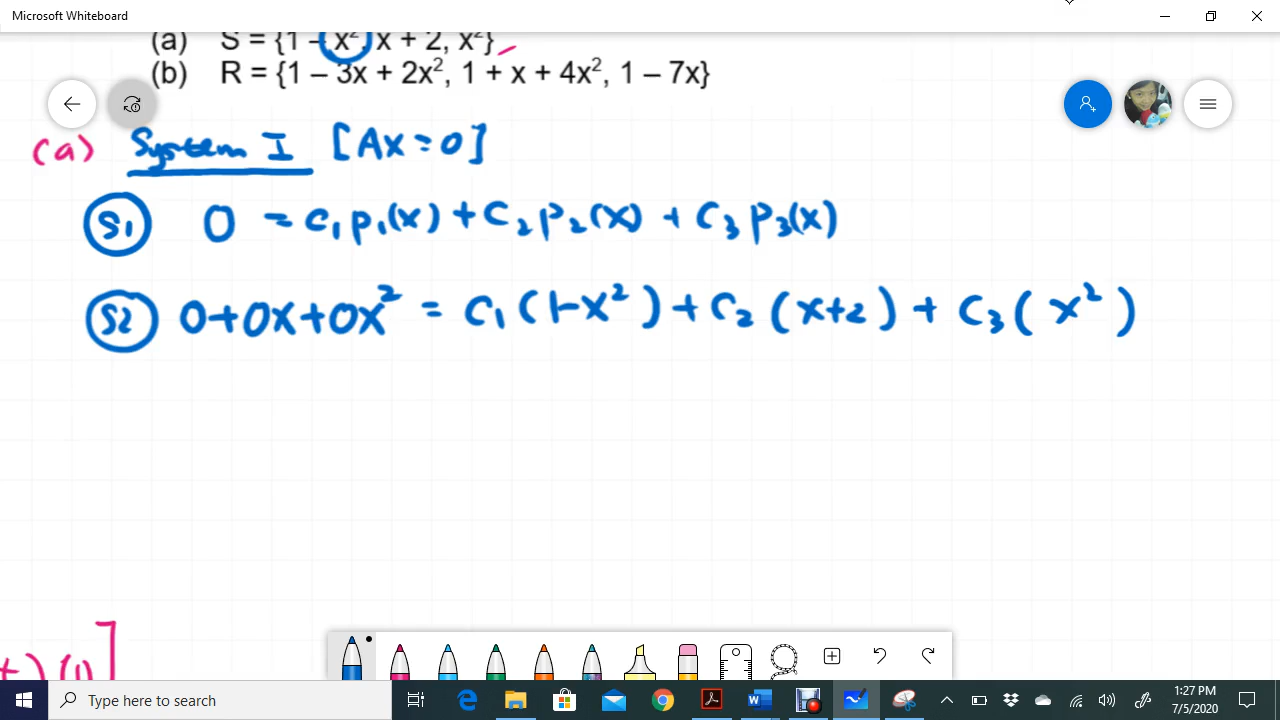 Microsoft Whiteboard
(a) S = {1 – x², x + 2, x²}
(b) R = {1 – 3x + 2x², 1 + x + 4x², 1 – 7x}
(a) System I [Ax = 0]
S1 0 = c₁p₁(x) + c₂p₂(x) + c₃p₃(x)
S2 0+0x+0x² = c₁(1-x²) + c₂(x+2) + c₃(x²)
)(1)]
Type here to search
1:27 PM
7/5/2020